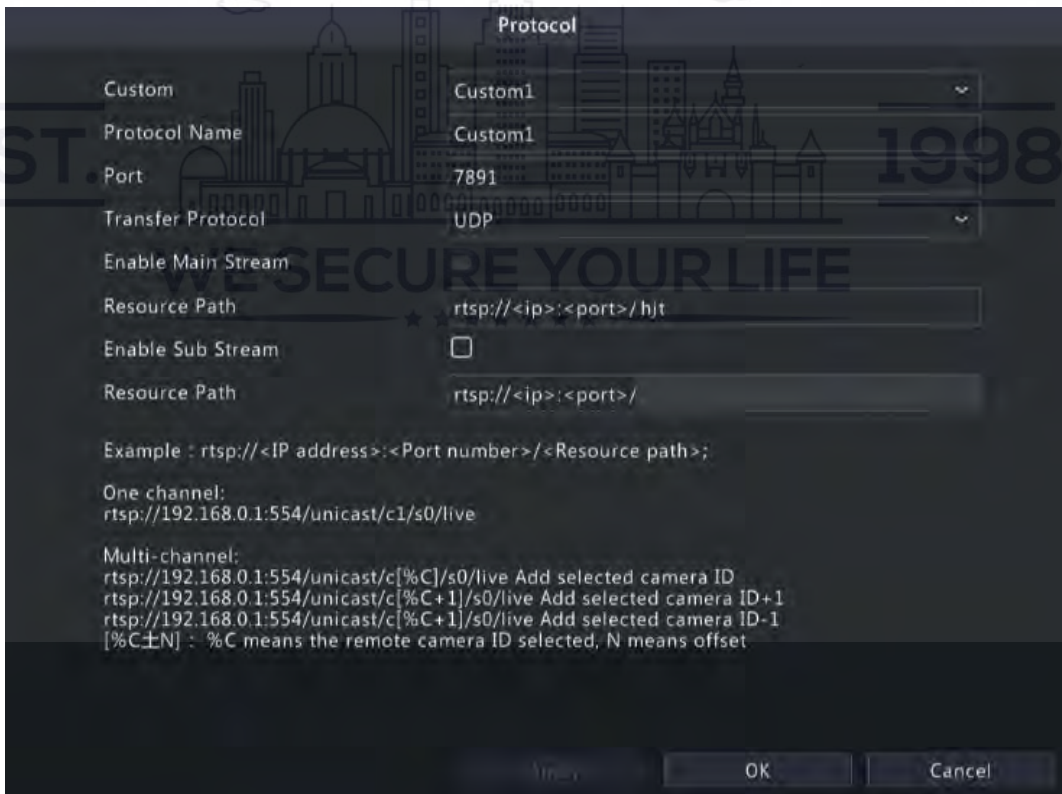 Protocol
Custom Custom1
Protocol Name Custom1
Port 7891
Transfer Protocol UDP
Enable Main Stream
Resource Path rtsp://<ip>:<port>/hjt
Enable Sub Stream
Resource Path rtsp://<ip>:<port>/
Example : rtsp://<IP address>:<Port number>/<Resource path>;
One channel:
rtsp://192.168.0.1:554/unicast/c1/s0/live
Multi-channel:
rtsp://192.168.0.1:554/unicast/c[%C]/s0/live Add selected camera ID
rtsp://192.168.0.1:554/unicast/c[%C+1]/s0/live Add selected camera ID+1
rtsp://192.168.0.1:554/unicast/c[%C+1]/s0/live Add selected camera ID-1
[%C土N] : %C means the remote camera ID selected, N means offset
OK Cancel
ST. 1998
WE SECURE YOUR LIFE